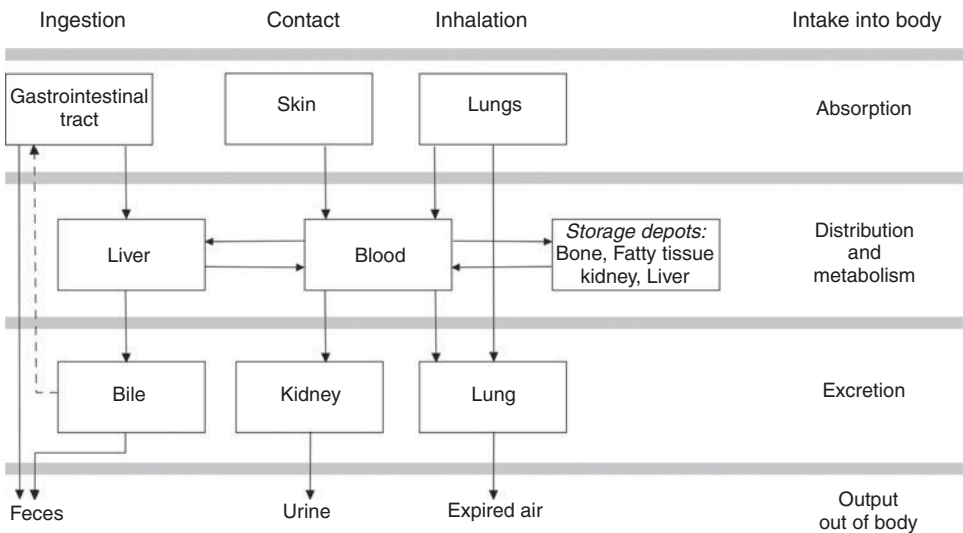 Ingestion
Contact
Inhalation
Intake into body
Gastrointestinal
tract
Skin
Lungs
Absorption
Liver
Blood
Storage depots:
Bone, Fatty tissue
kidney, Liver
Distribution
and
metabolism
Bile
Kidney
Lung
Excretion
Feces
Urine
Expired air
Output
out of body